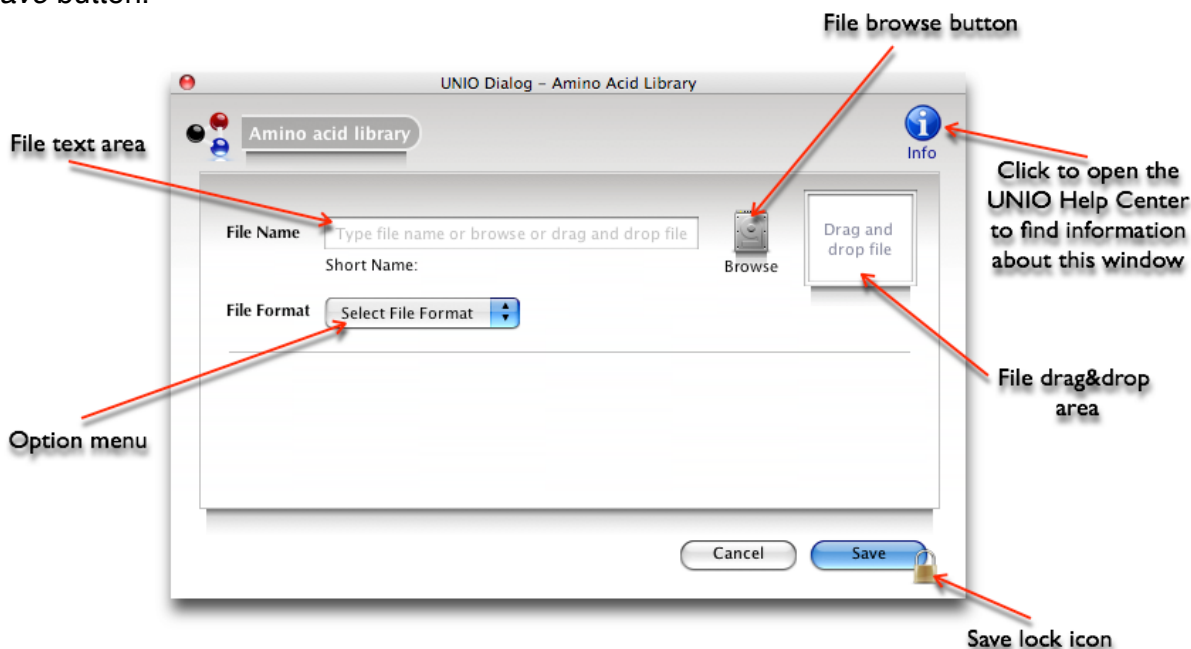 ave button.
File browse button
UNIO Dialog – Amino Acid Library
Amino acid library
Info
File text area
Click to open the
UNIO Help Center
to find information
about this window
File Name
Type file name or browse or drag and drop file
Short Name:
Browse
Drag and
drop file
File Format
Select File Format
File drag&drop
area
Option menu
Cancel
Save
Save lock icon